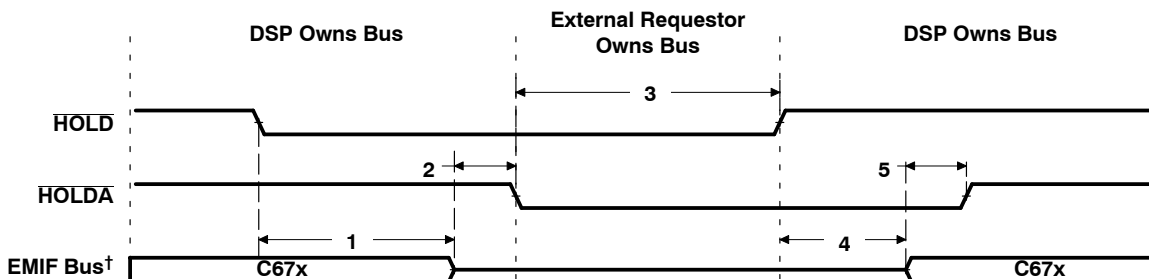 DSP Owns Bus
External Requestor
Owns Bus
DSP Owns Bus
3
HOLD
2
5
HOLDA
1
4
EMIF Bus†
C67x
C67x